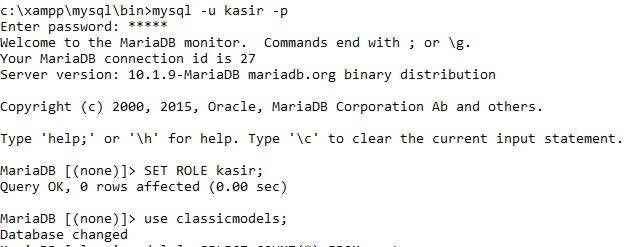 c:\xampp\mysql\bin>mysql -u kasir -p
Enter password: *****
Welcome to the MariaDB monitor.  Commands end with ; or \g.
Your MariaDB connection id is 27
Server version: 10.1.9-MariaDB mariadb.org binary distribution
Copyright (c) 2000, 2015, Oracle, MariaDB Corporation Ab and others.
Type 'help;' or '\h' for help. Type '\c' to clear the current input statement.
MariaDB [(none)]> SET ROLE kasir;
Query OK, 0 rows affected (0.00 sec)
MariaDB [(none)]> use classicmodels;
Database changed